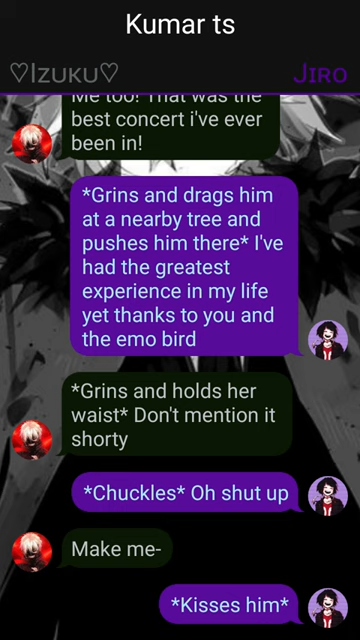 Kumar ts
♡Izuku♡ Jiro
Me too! That was the
best concert i've ever
been in!
*Grins and drags him
at a nearby tree and
pushes him there* I've
had the greatest
experience in my life
yet thanks to you and
the emo bird
*Grins and holds her
waist* Don't mention it
shorty
*Chuckles* Oh shut up
Make me-
*Kisses him*